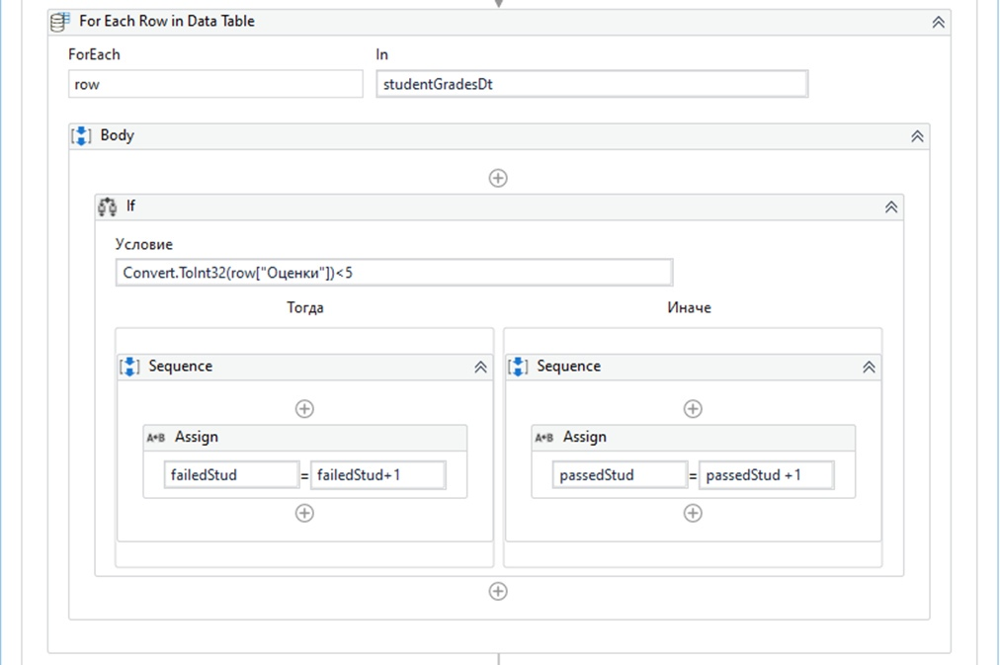 For Each Row in Data Table
ForEach In
row studentGradesDt
Body
If
Условие
Convert.ToInt32(row["Оценки"])<5
Тогда Иначе
Sequence Sequence
A+B Assign A+B Assign
failedStud = failedStud+1 passedStud = passedStud +1